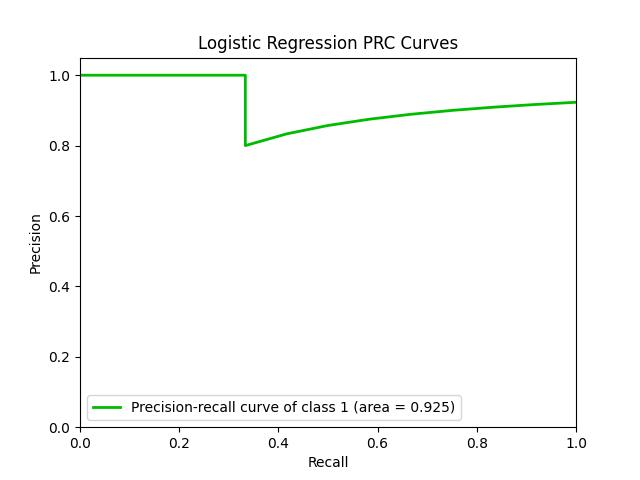 Logistic Regression PRC Curves
1.0
0.8
0.6
0.4
0.2
0.0
Precision
Precision-recall curve of class 1 (area = 0.925)
0.0 0.2 0.4 0.6 0.8 1.0
Recall